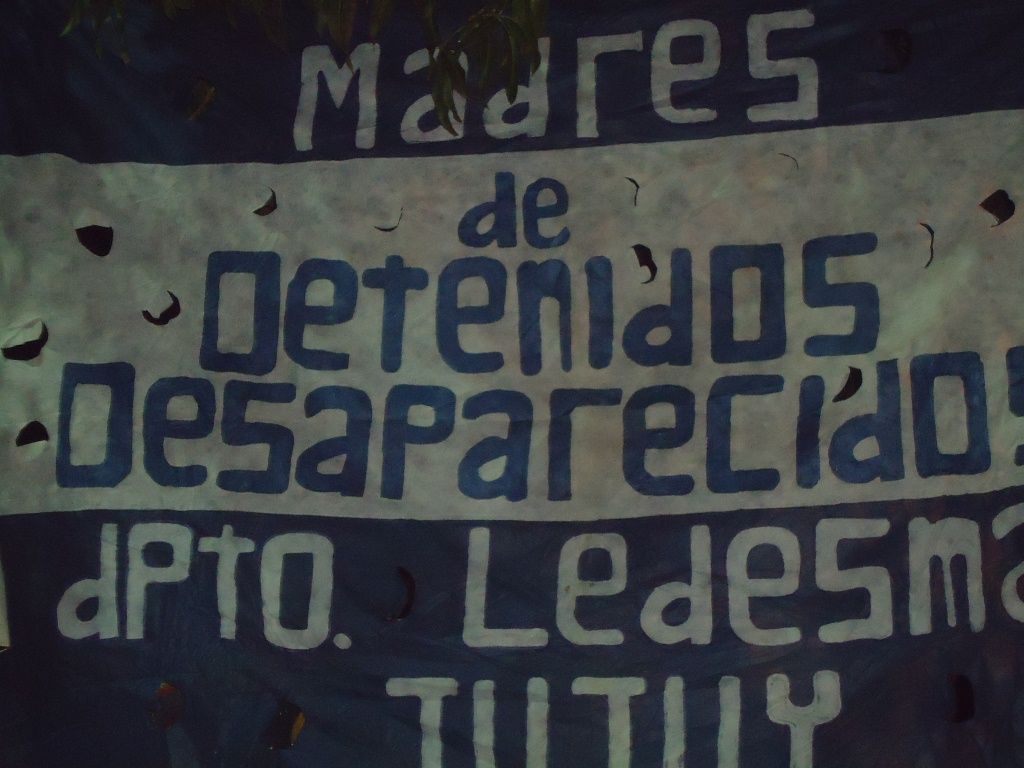 Madres
de
Detenidos
Desaparecidos
dpto. Ledesma
JUJUY